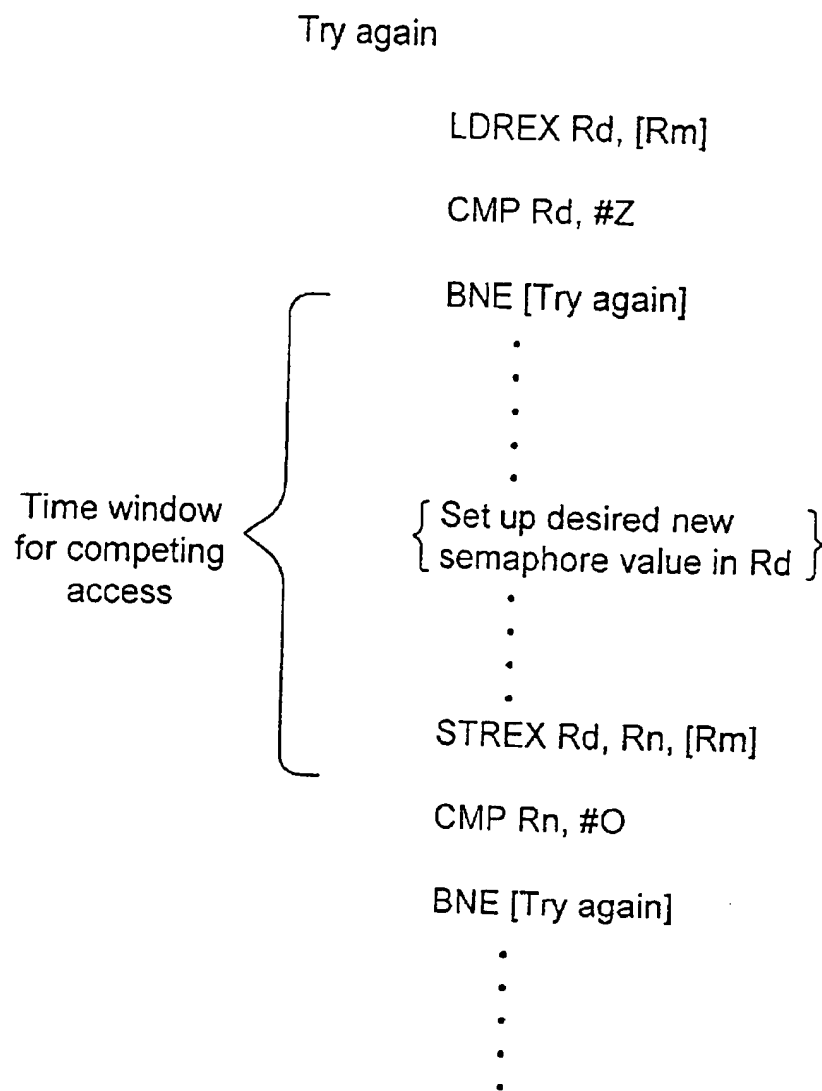 Try again
LDREX Rd, [Rm]
CMP Rd, #Z
BNE [Try again]
Time window
for competing
access
{ Set up desired new
semaphore value in Rd }
STREX Rd, Rn, [Rm]
CMP Rn, #O
BNE [Try again]